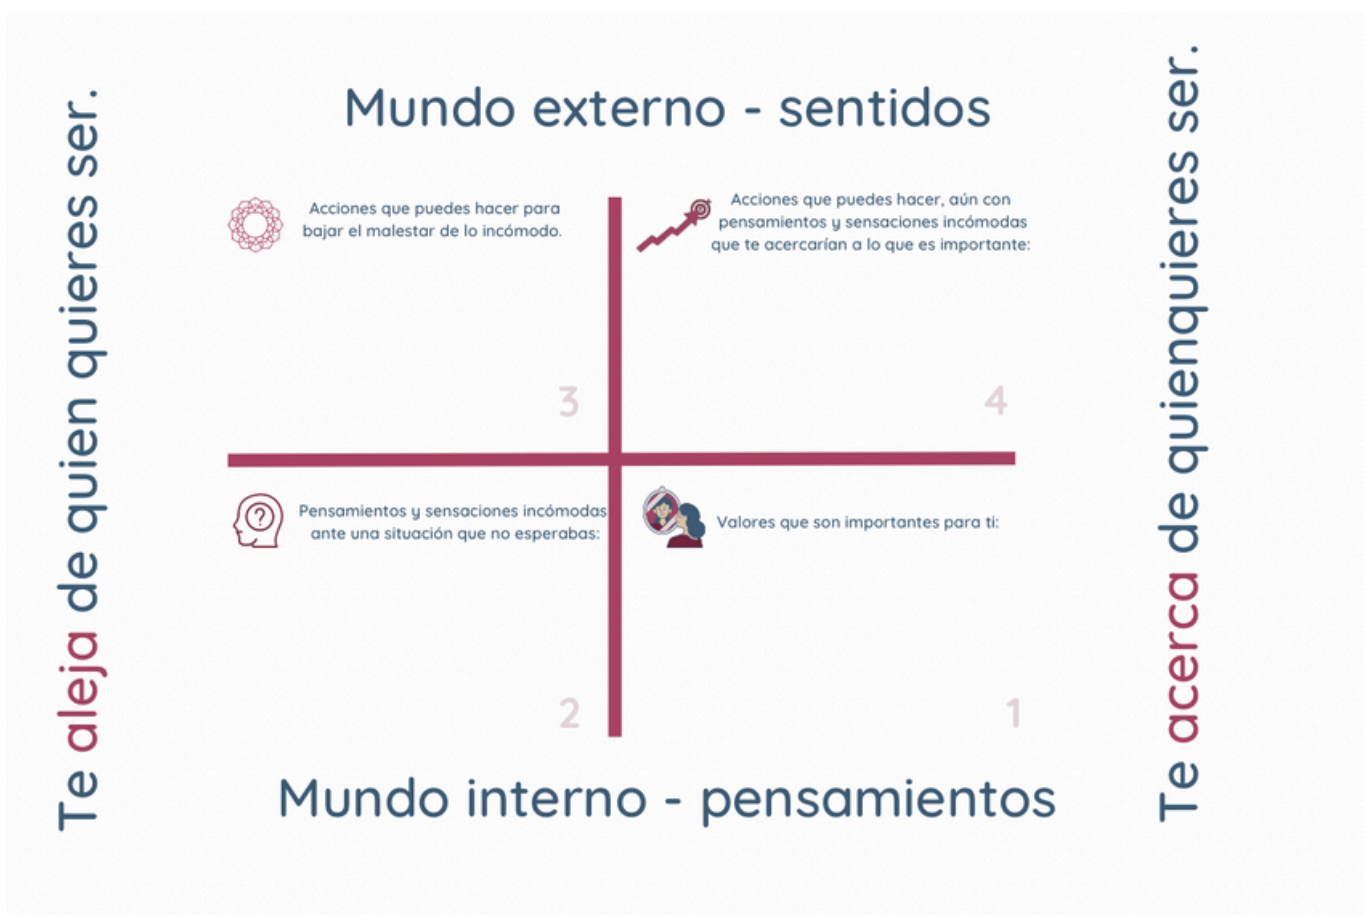 Te aleja de quien quieres ser.
Mundo externo - sentidos
Acciones que puedes hacer para
bajar el malestar de lo incómodo.
3
Acciones que puedes hacer, aún con
pensamientos y sensaciones incómodas
que te acercarían a lo que es importante:
4
Pensamientos y sensaciones incómodas
ante una situación que no esperabas:
2
Valores que son importantes para ti:
1
Mundo interno - pensamientos
Te acerca de quienquieres ser.